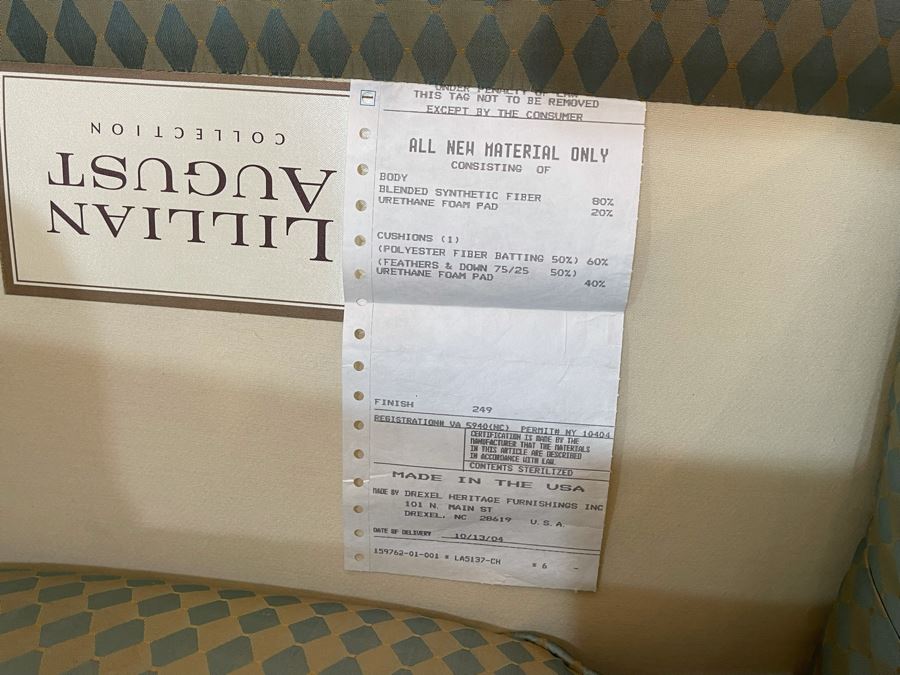 LILLIAN
AUGUST
COLLECTION
UNDER PENALTY OF LAW
THIS TAG NOT TO BE REMOVED
EXCEPT BY THE CONSUMER
ALL NEW MATERIAL ONLY
CONSISTING OF
BODY
BLENDED SYNTHETIC FIBER 80%
URETHANE FOAM PAD 20%
CUSHIONS (1)
(POLYESTER FIBER BATTING 50%) 60%
(FEATHERS & DOWN 75/25 50%)
URETHANE FOAM PAD 40%
FINISH 249
REGISTRATION# VA 5940(NC) PERMIT# NY 10404
CERTIFICATION IS MADE BY THE
MANUFACTURER THAT THE MATERIALS
IN THIS ARTICLE ARE DESCRIBED
IN ACCORDANCE WITH LAW.
CONTENTS STERILIZED
MADE IN THE USA
MADE BY DREXEL HERITAGE FURNISHINGS INC
101 N. MAIN ST
DREXEL, NC 28619 U.S.A.
DATE OF DELIVERY 10/13/04
159762-01-001 # LA5137-CH # 6 -